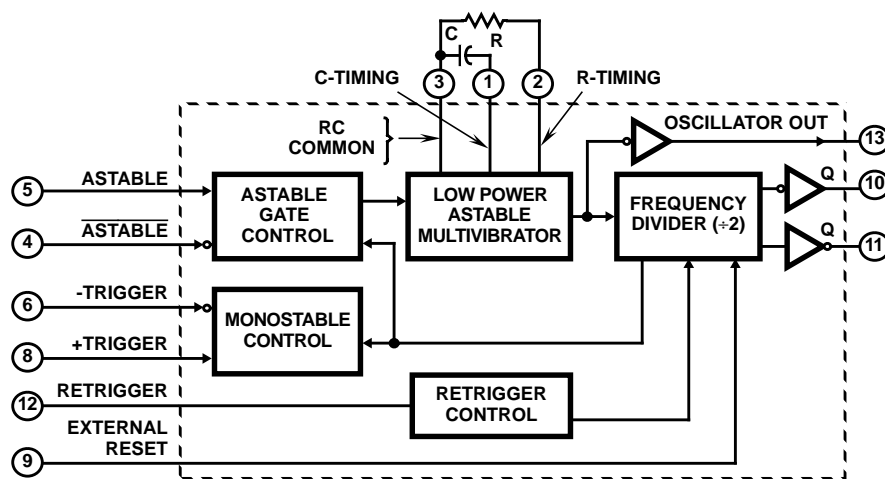 C
R
3
1
2
C-TIMING
R-TIMING
RC
COMMON
OSCILLATOR OUT
13
5
ASTABLE
ASTABLE
GATE
CONTROL
LOW POWER
ASTABLE
MULTIVIBRATOR
FREQUENCY
DIVIDER (÷2)
Q
10
4
ASTABLE
Q
11
6
-TRIGGER
MONOSTABLE
CONTROL
8
+TRIGGER
12
RETRIGGER
RETRIGGER
CONTROL
9
EXTERNAL
RESET